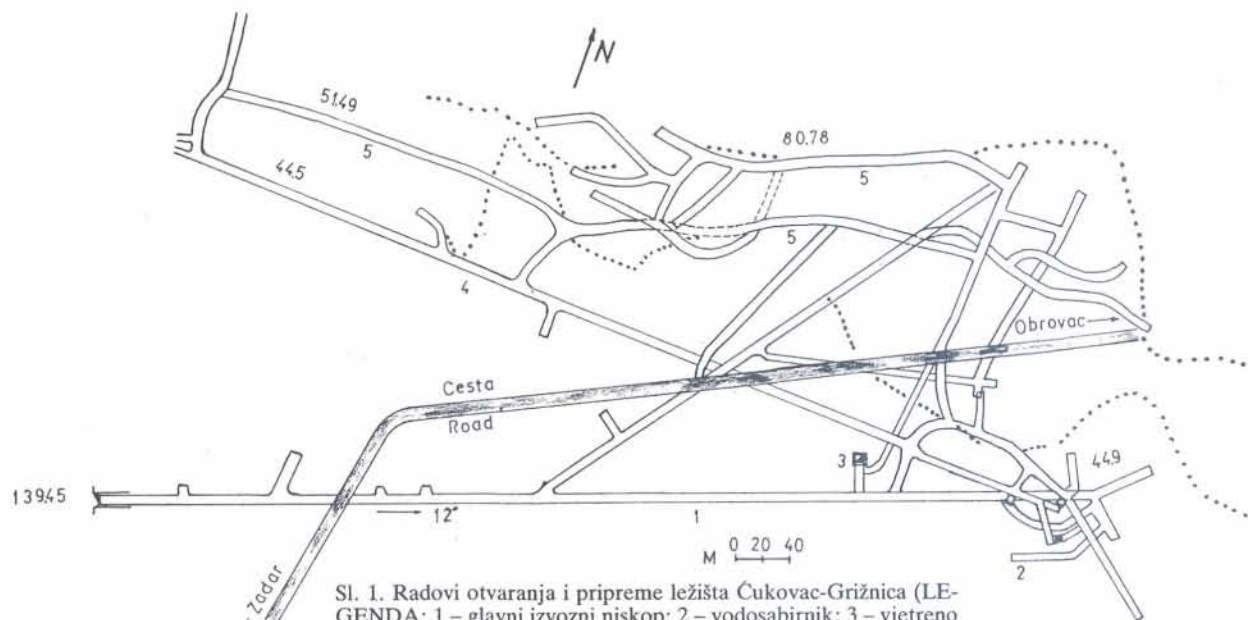 N
51.49
5
80.78
5
44.5
5
4
Obrovac
Cesta
Road
3
44.9
139.45
12°
1
M 0 20 40
2
Zadar
Sl. 1. Radovi otvaranja i pripreme ležišta Ćukovac-Grižnica (LE-
GENDA: 1 – glavni izvozni niskop; 2 – vodosabirnik; 3 – vjetreno